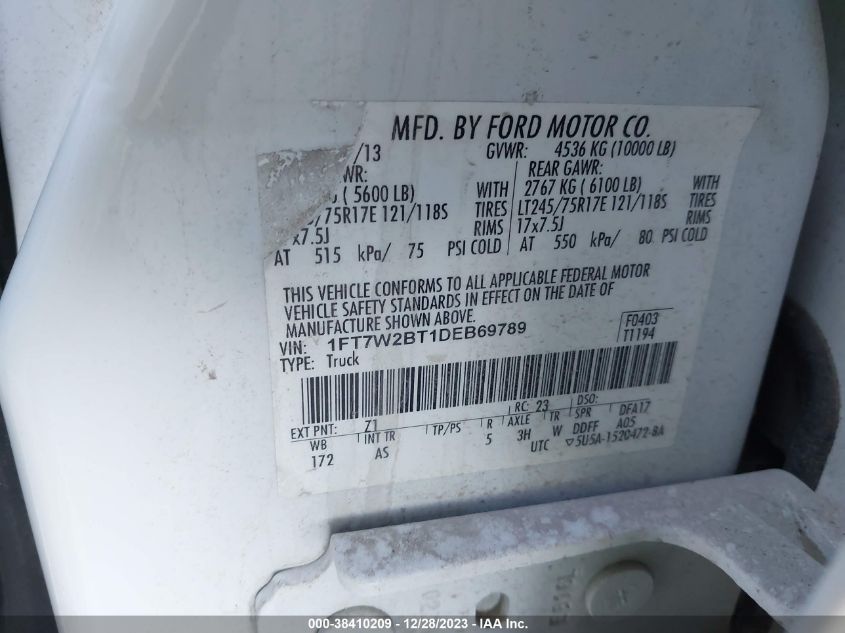 MFD. BY FORD MOTOR CO.
/13
GVWR: 4536 KG (10000 LB)
WR:
REAR GAWR:
( 5600 LB) WITH
2767 KG ( 6100 LB) WITH
/75R17E 121/118S TIRES
LT245/75R17E 121/118S TIRES
x7.5J RIMS
17x7.5J RIMS
AT 515 kPa/ 75 PSI COLD
AT 550 kPa/ 80 PSI COLD
THIS VEHICLE CONFORMS TO ALL APPLICABLE FEDERAL MOTOR
VEHICLE SAFETY STANDARDS IN EFFECT ON THE DATE OF
MANUFACTURE SHOWN ABOVE.
VIN: 1FT7W2BT1DEB69789
F0403
TYPE: Truck
T1194
EXT PNT: Z1 RC: 23 DSO:
WB INT TR TP/PS R AXLE TR SPR DFA17
172 AS 5 3H W DDFF A05
UTC ▽5U5A-1520472-BA
000-38410209 - 12/28/2023 - IAA Inc.